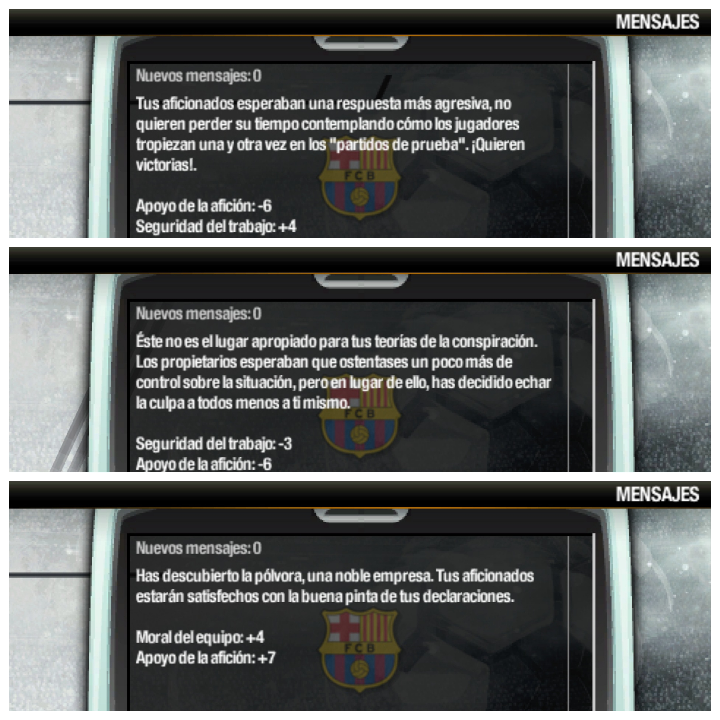 MENSAJES
Nuevos mensajes: 0
Tus aficionados esperaban una respuesta más agresiva, no
quieren perder su tiempo contemplando cómo los jugadores
tropiezan una y otra vez en los "partidos de prueba". ¡Quieren
victorias!.
FCB
Apoyo de la afición: -6
Seguridad del trabajo: +4
MENSAJES
Nuevos mensajes: 0
Éste no es el lugar apropiado para tus teorías de la conspiración.
Los propietarios esperaban que ostentases un poco más de
control sobre la situación, pero en lugar de ello, has decidido echar
la culpa a todos menos a ti mismo.
FCB
Seguridad del trabajo: -3
Apoyo de la afición: -6
MENSAJES
Nuevos mensajes: 0
Has descubierto la pólvora, una noble empresa. Tus aficionados
estarán satisfechos con la buena pinta de tus declaraciones.
Moral del equipo: +4
FCB
Apoyo de la afición: +7